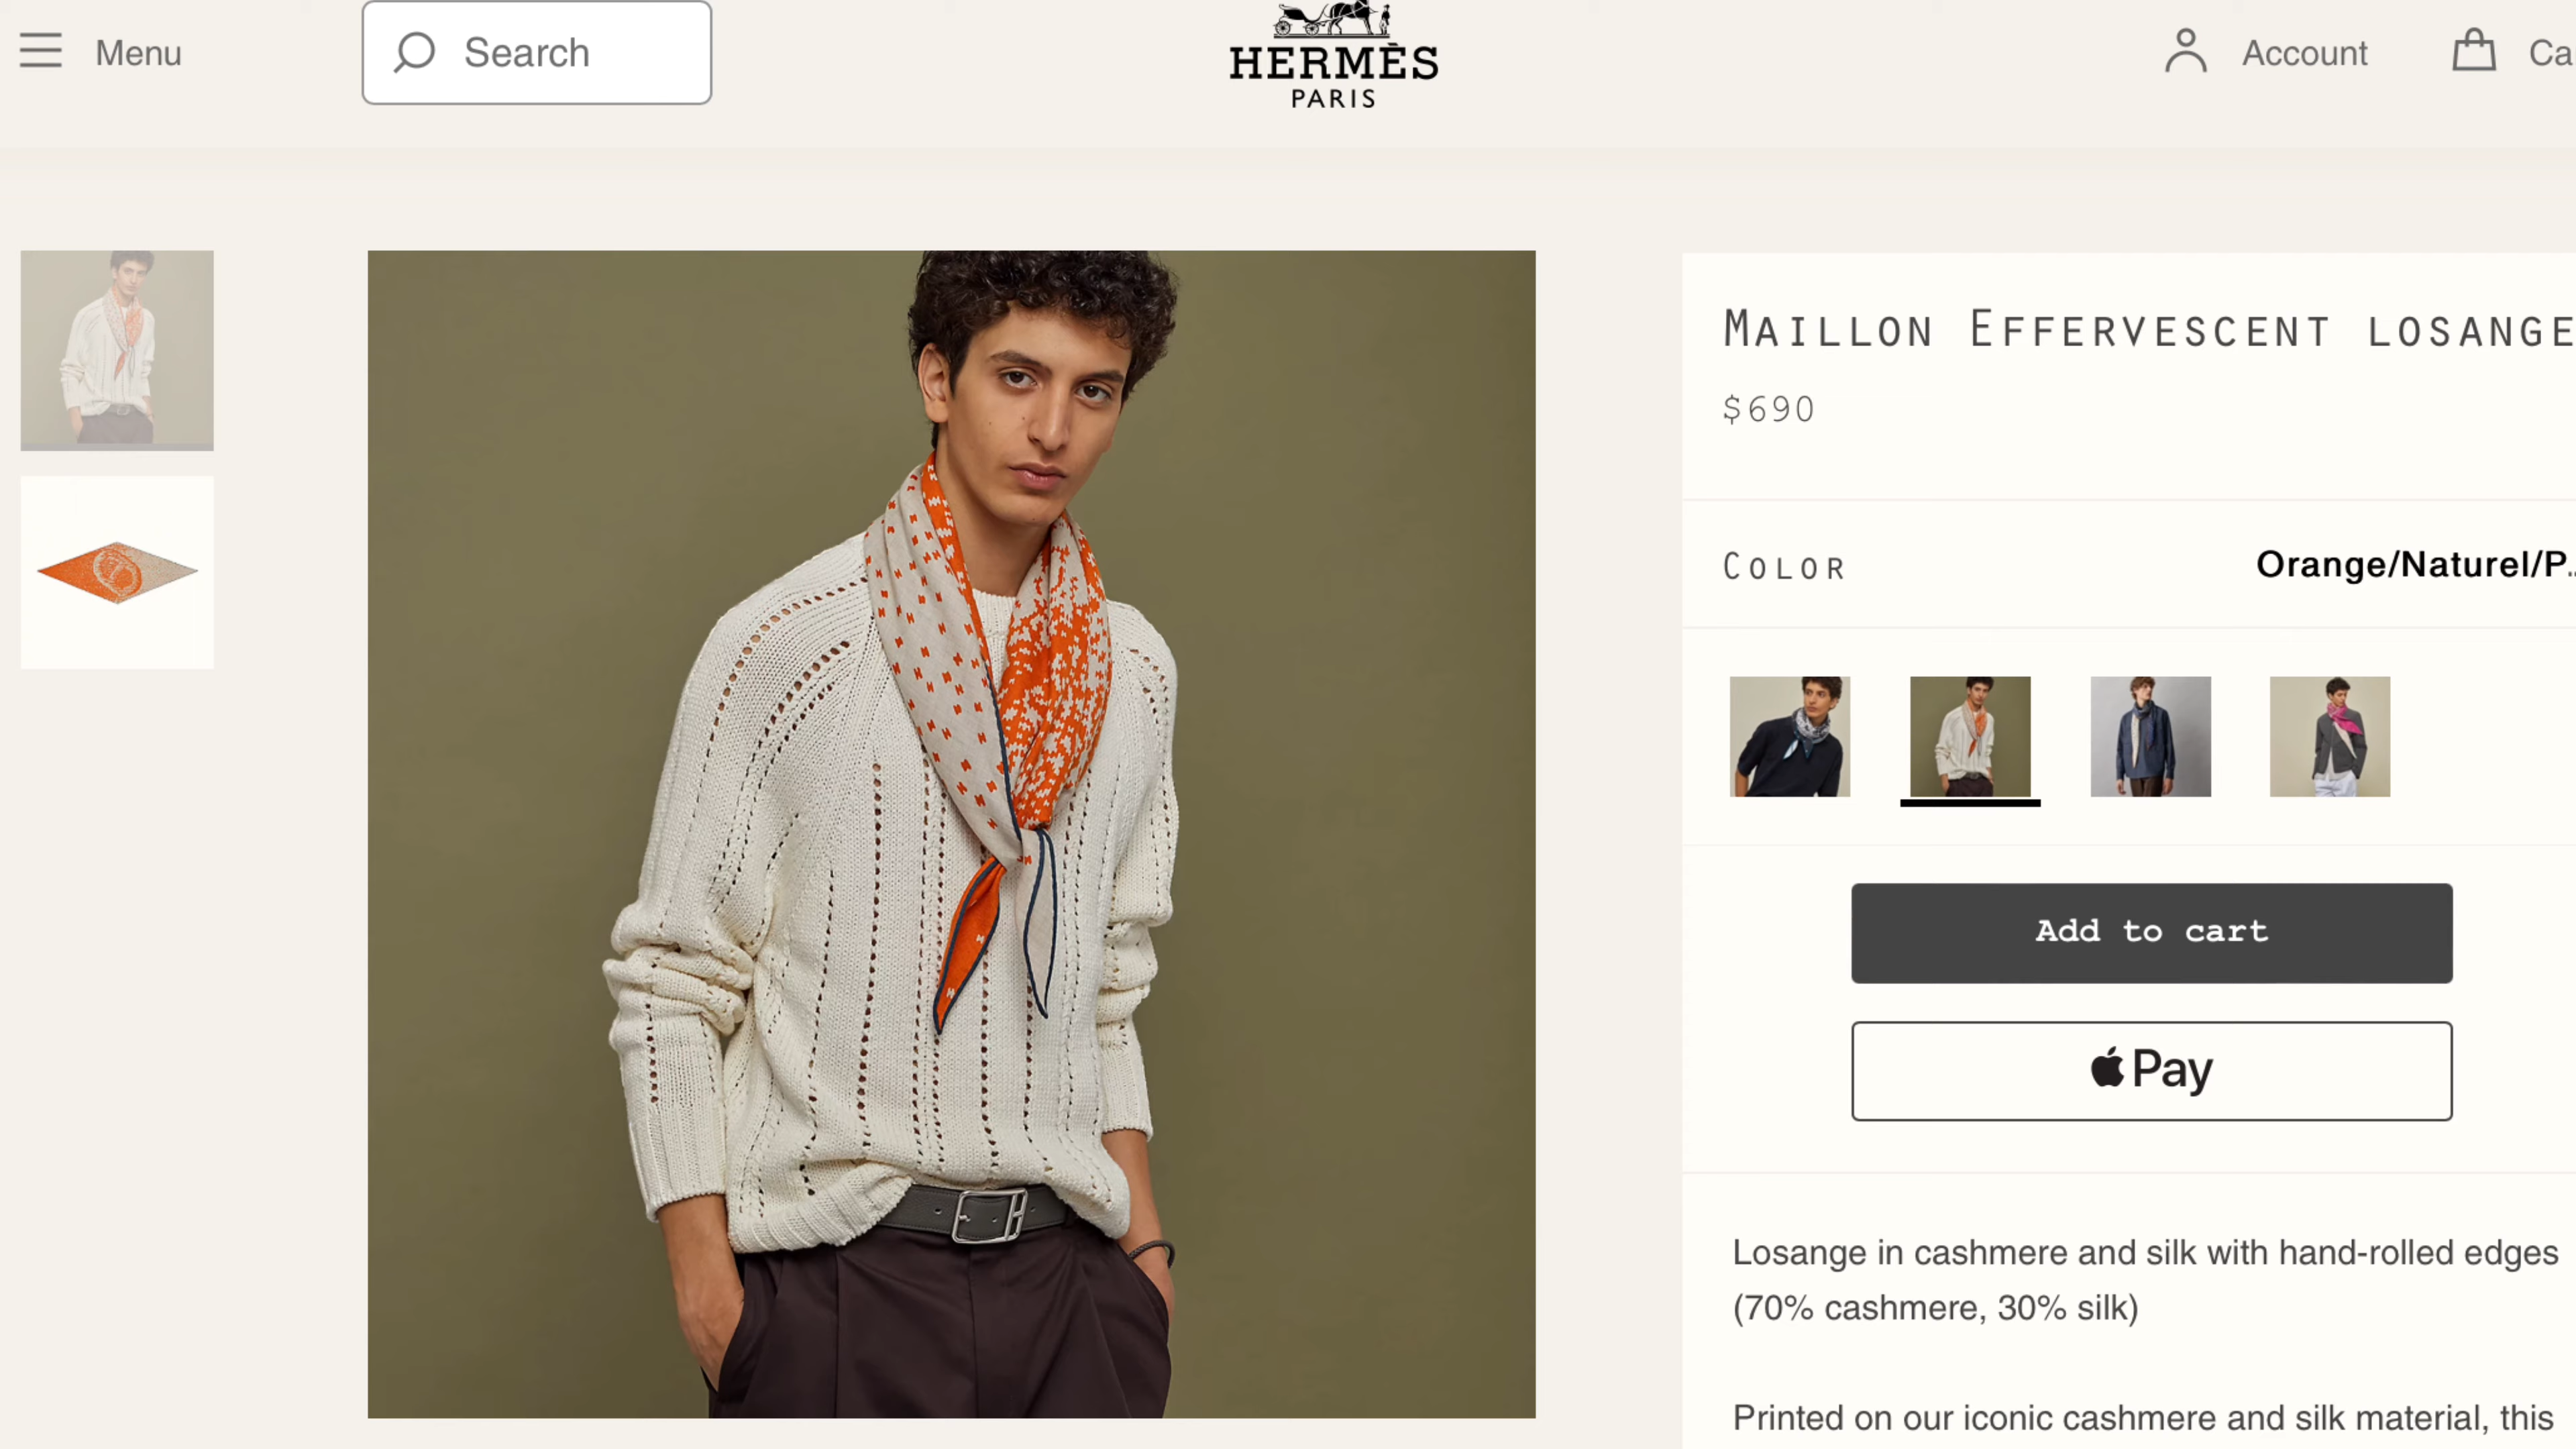 Menu
Search
HERMÈS
PARIS
Account
Ca
Maillon Effervescent losange
$690
Color
Orange/Naturel/P..
Add to cart
Pay
Losange in cashmere and silk with hand-rolled edges
(70% cashmere, 30% silk)
Printed on our iconic cashmere and silk material, this